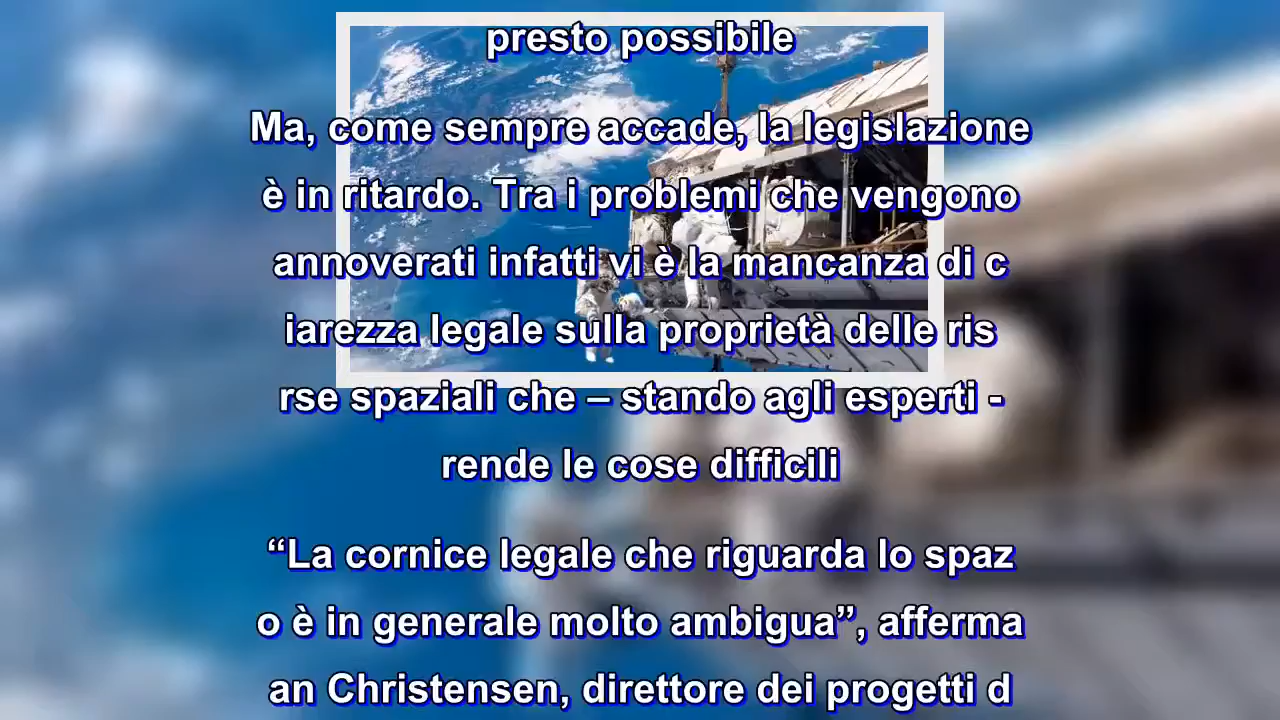 presto possibile
Ma, come sempre accade, la legislazione
è in ritardo. Tra i problemi che vengono
annoverati infatti vi è la mancanza di c
iarezza legale sulla proprietà delle ris
rse spaziali che – stando agli esperti -
rende le cose difficili
“La cornice legale che riguarda lo spaz
o è in generale molto ambigua”, afferma
an Christensen, direttore dei progetti d